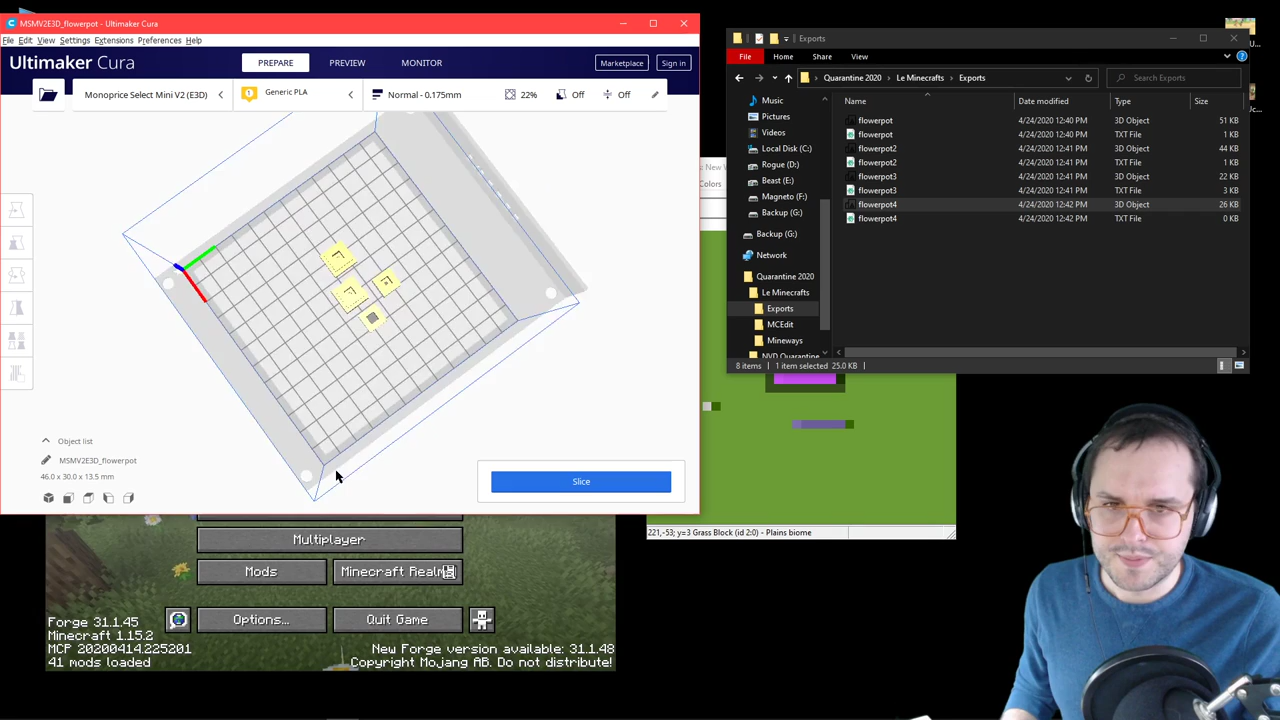 MSMV2E3D_flowerpot - Ultimaker Cura
File Edit View Settings Extensions Preferences Help
Ultimaker Cura
PREPARE
PREVIEW
MONITOR
Marketplace
Sign in
Monoprice Select Mini V2 (E3D)
Generic PLA
Normal - 0.175mm
22%
Off
Off
Object list
MSMV2E3D_flowerpot
46.0 x 30.0 x 13.5 mm
Slice
Exports
File Home Share View
Quarantine 2020 > Le Minecrafts > Exports
Search Exports
Name Date modified Type Size
flowerpot 4/24/2020 12:40 PM 3D Object 51 KB
flowerpot 4/24/2020 12:40 PM TXT File 1 KB
flowerpot2 4/24/2020 12:41 PM 3D Object 44 KB
flowerpot2 4/24/2020 12:41 PM TXT File 1 KB
flowerpot3 4/24/2020 12:41 PM 3D Object 22 KB
flowerpot3 4/24/2020 12:41 PM TXT File 3 KB
flowerpot4 4/24/2020 12:42 PM 3D Object 26 KB
flowerpot4 4/24/2020 12:42 PM TXT File 0 KB
Music
Pictures
Videos
Local Disk (C:)
Rogue (D:)
Beast (E:)
Magneto (F:)
Backup (G:)
Backup (G:)
Network
Quarantine 2020
Le Minecrafts
Exports
MCEdit
Mineways
NVD Quarantine
8 items
1 item selected 25.0 KB
Colors
221,-53; y=3 Grass Block (id 2:0) - Plains biome
Multiplayer
Mods
Minecraft Realms
Options...
Quit Game
Forge 31.1.45
Minecraft 1.15.2
MCP 20200414.225201
41 mods loaded
New Forge version available: 31.1.48
Copyright Mojang AB. Do not distribute!